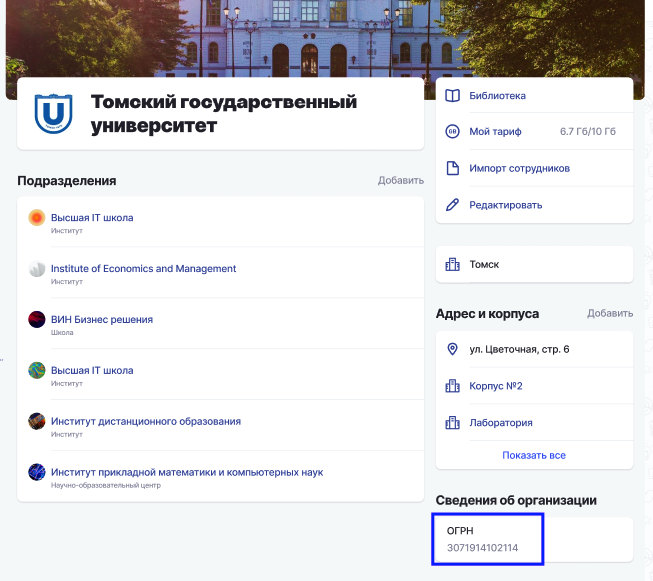 Томский государственный
университет
Подразделения
Добавить
Высшая IT школа
Институт
Institute of Economics and Management
Институт
ВИН Бизнес решения
Школа
Высшая IT школа
Институт
Институт дистанционного образования
Институт
Институт прикладной математики и компьютерных наук
Научно-образовательный центр
Библиотека
GB Мой тариф 6.7 Гб/10 Гб
Импорт сотрудников
Редактировать
Томск
Адрес и корпуса
Добавить
ул. Цветочная, стр. 6
Корпус №2
Лаборатория
Показать все
Сведения об организации
ОГРН
3071914102114